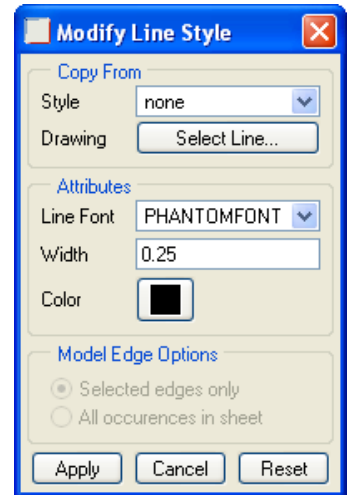 Modify Line Style
Copy From
Style none
Drawing Select Line...
Attributes
Line Font PHANTOMFONT
Width 0.25
Color
Model Edge Options
Selected edges only
All occurences in sheet
Apply Cancel Reset